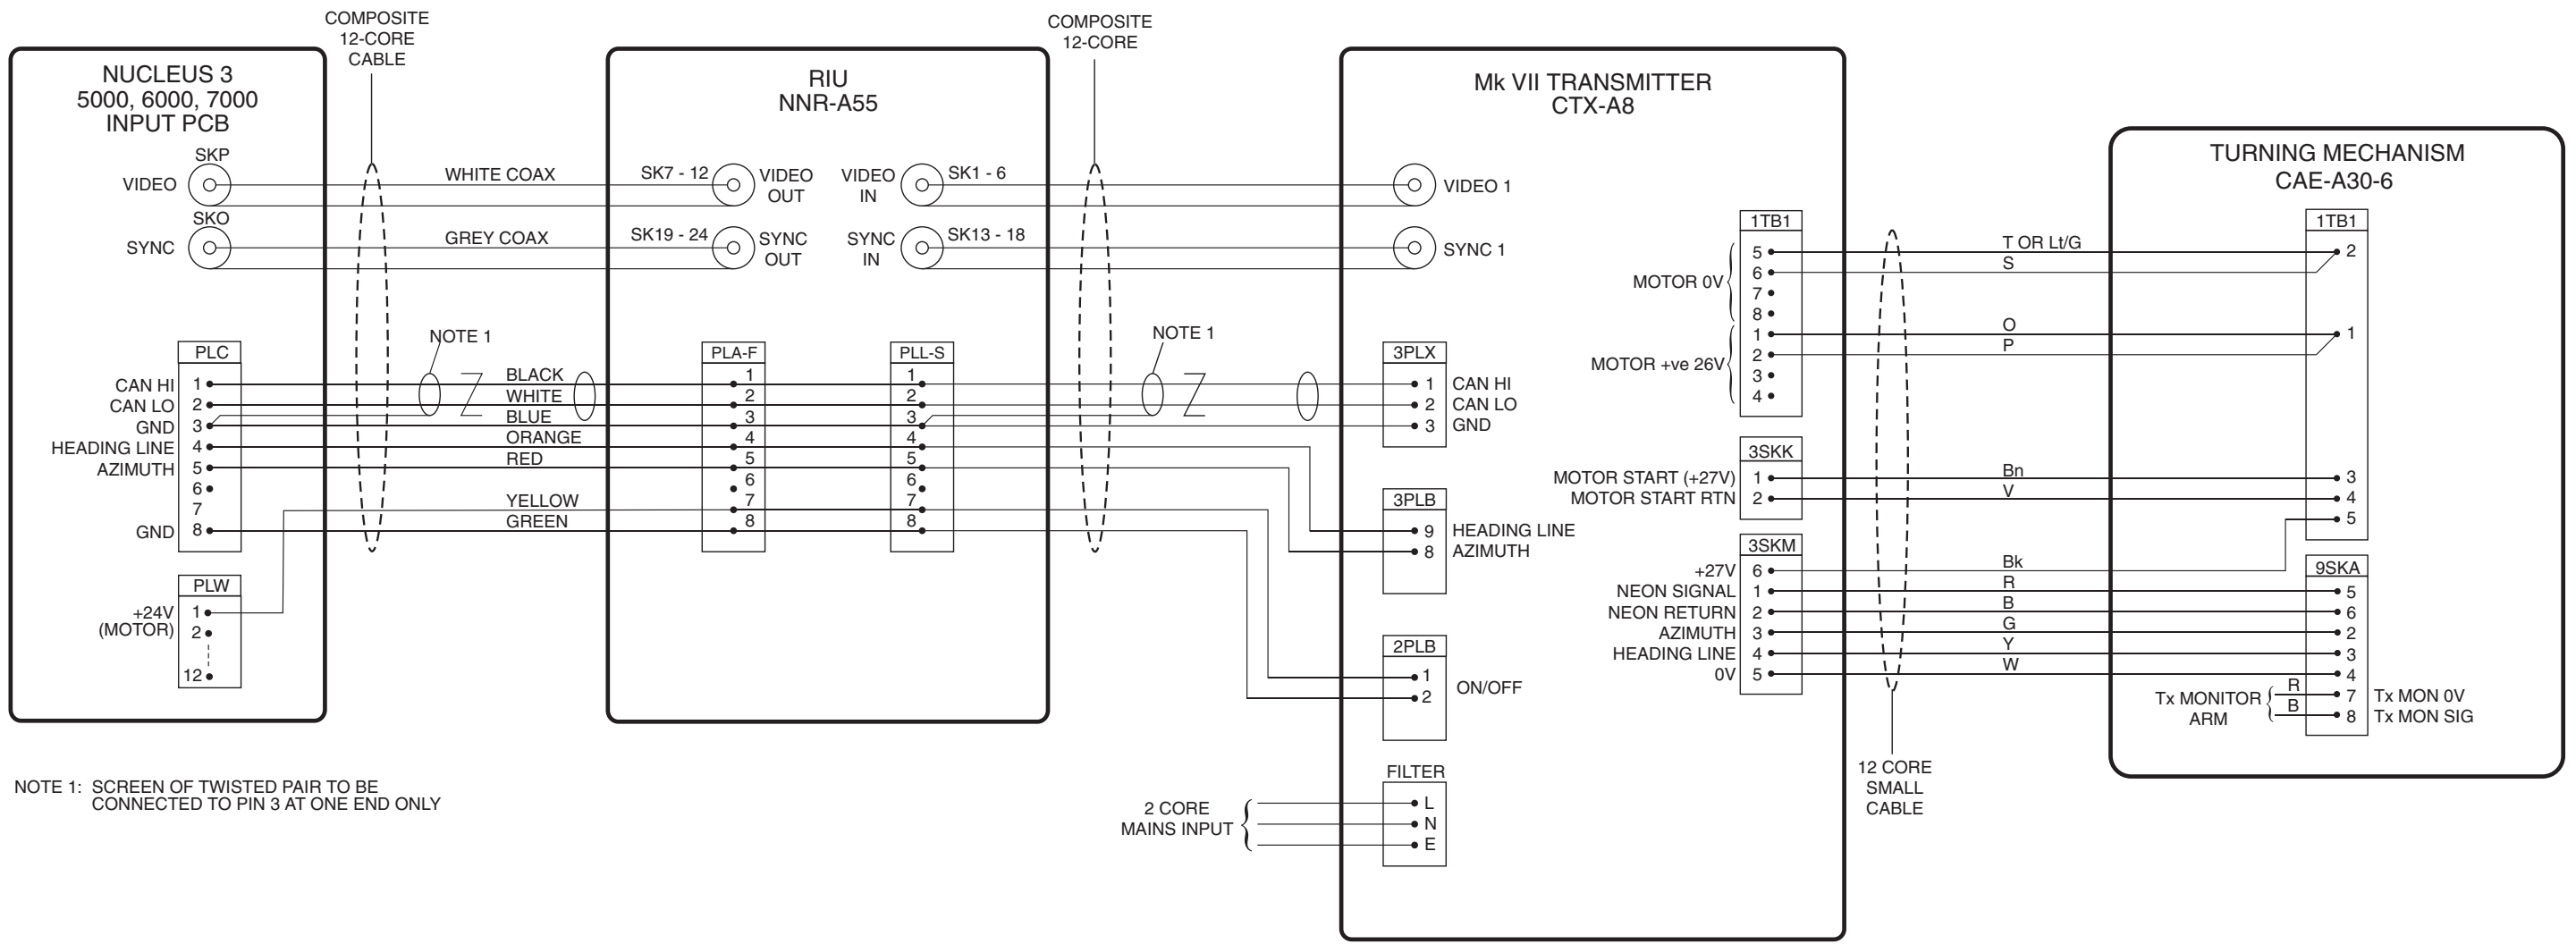 COMPOSITE
12-CORE
CABLE
COMPOSITE
12-CORE
NUCLEUS 3
5000, 6000, 7000
INPUT PCB
SKP
VIDEO
SKO
SYNC
WHITE COAX
GREY COAX
NOTE 1
PLC
CAN HI 1
CAN LO 2
GND 3
HEADING LINE 4
AZIMUTH 5
6
7
GND 8
BLACK
WHITE
BLUE
ORANGE
RED
YELLOW
GREEN
PLW
+24V 1
(MOTOR) 2
12
RIU
NNR-A55
SK7 - 12
VIDEO
OUT
VIDEO
IN
SK1 - 6
SK19 - 24
SYNC
OUT
SYNC
IN
SK13 - 18
PLA-F
1
2
3
4
5
6
7
8
PLL-S
1
2
3
4
5
6
7
8
NOTE 1
Mk VII TRANSMITTER
CTX-A8
VIDEO 1
SYNC 1
3PLX
1 CAN HI
2 CAN LO
3 GND
3PLB
9 HEADING LINE
8 AZIMUTH
2PLB
1
2
ON/OFF
FILTER
2 CORE
MAINS INPUT
L
N
E
1TB1
MOTOR 0V
5
6
7
8
MOTOR +ve 26V
1
2
3
4
3SKK
MOTOR START (+27V) 1
MOTOR START RTN 2
3SKM
+27V 6
NEON SIGNAL 1
NEON RETURN 2
AZIMUTH 3
HEADING LINE 4
0V 5
T OR Lt/G
S
O
P
Bn
V
Bk
R
B
G
Y
W
12 CORE
SMALL
CABLE
TURNING MECHANISM
CAE-A30-6
1TB1
2
1
3
4
5
9SKA
5
6
2
3
4
Tx MONITOR
ARM
R
B
7 Tx MON 0V
8 Tx MON SIG
NOTE 1: SCREEN OF TWISTED PAIR TO BE
CONNECTED TO PIN 3 AT ONE END ONLY